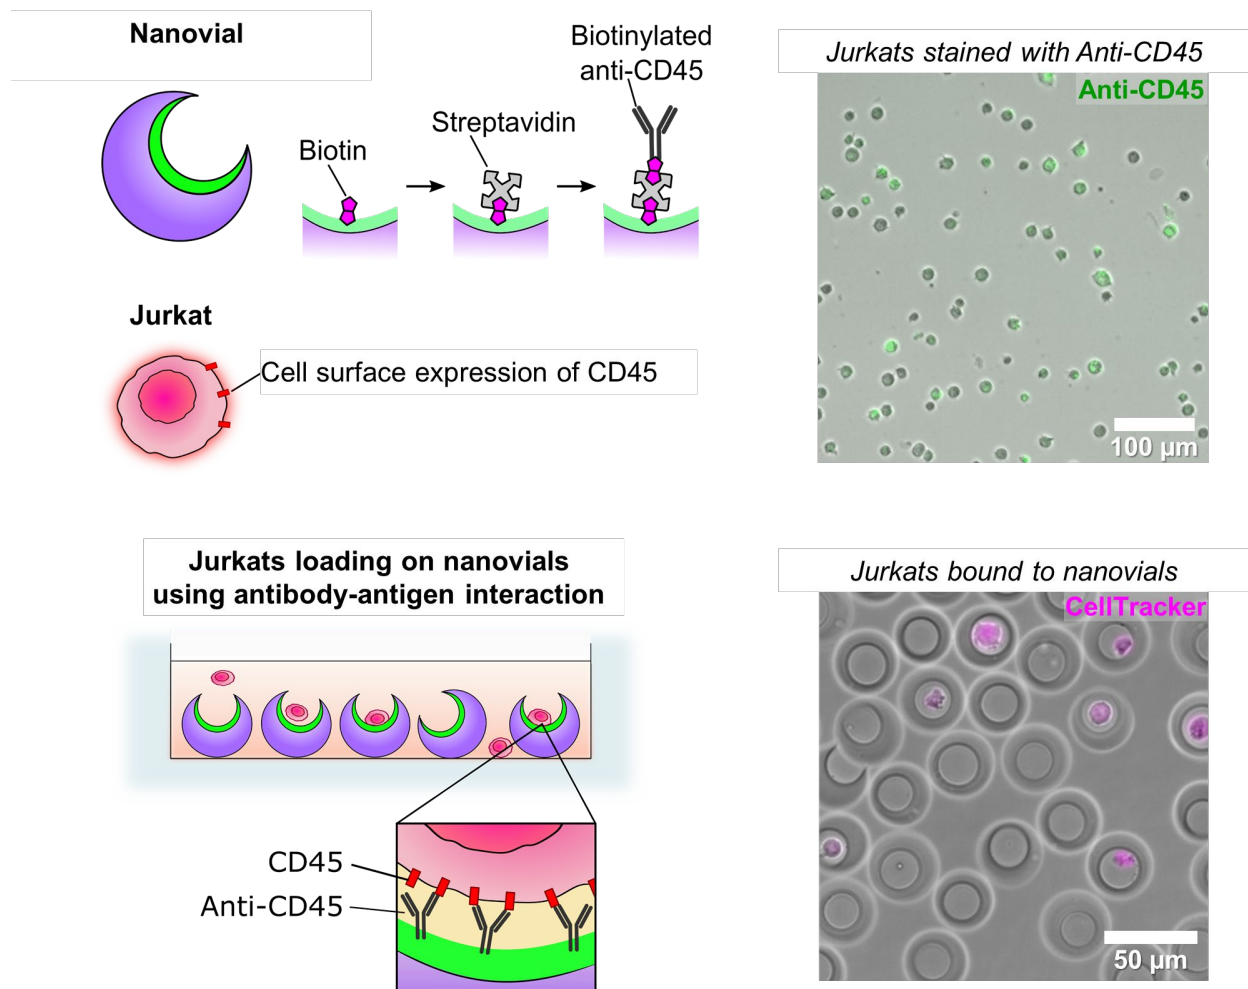 Nanovial
Biotin
Streptavidin
Biotinylated
anti-CD45
Jurkat
Cell surface expression of CD45
Jurkats stained with Anti-CD45
Anti-CD45
100 µm
Jurkats loading on nanovials
using antibody-antigen interaction
CD45
Anti-CD45
Jurkats bound to nanovials
CellTracker
50 µm